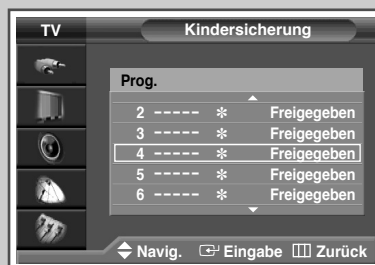 TV Kindersicherung
Prog.
2 ----- ✻ Freigegeben
3 ----- ✻ Freigegeben
4 ----- ✻ Freigegeben
5 ----- ✻ Freigegeben
6 ----- ✻ Freigegeben
Navig. Eingabe Zurück